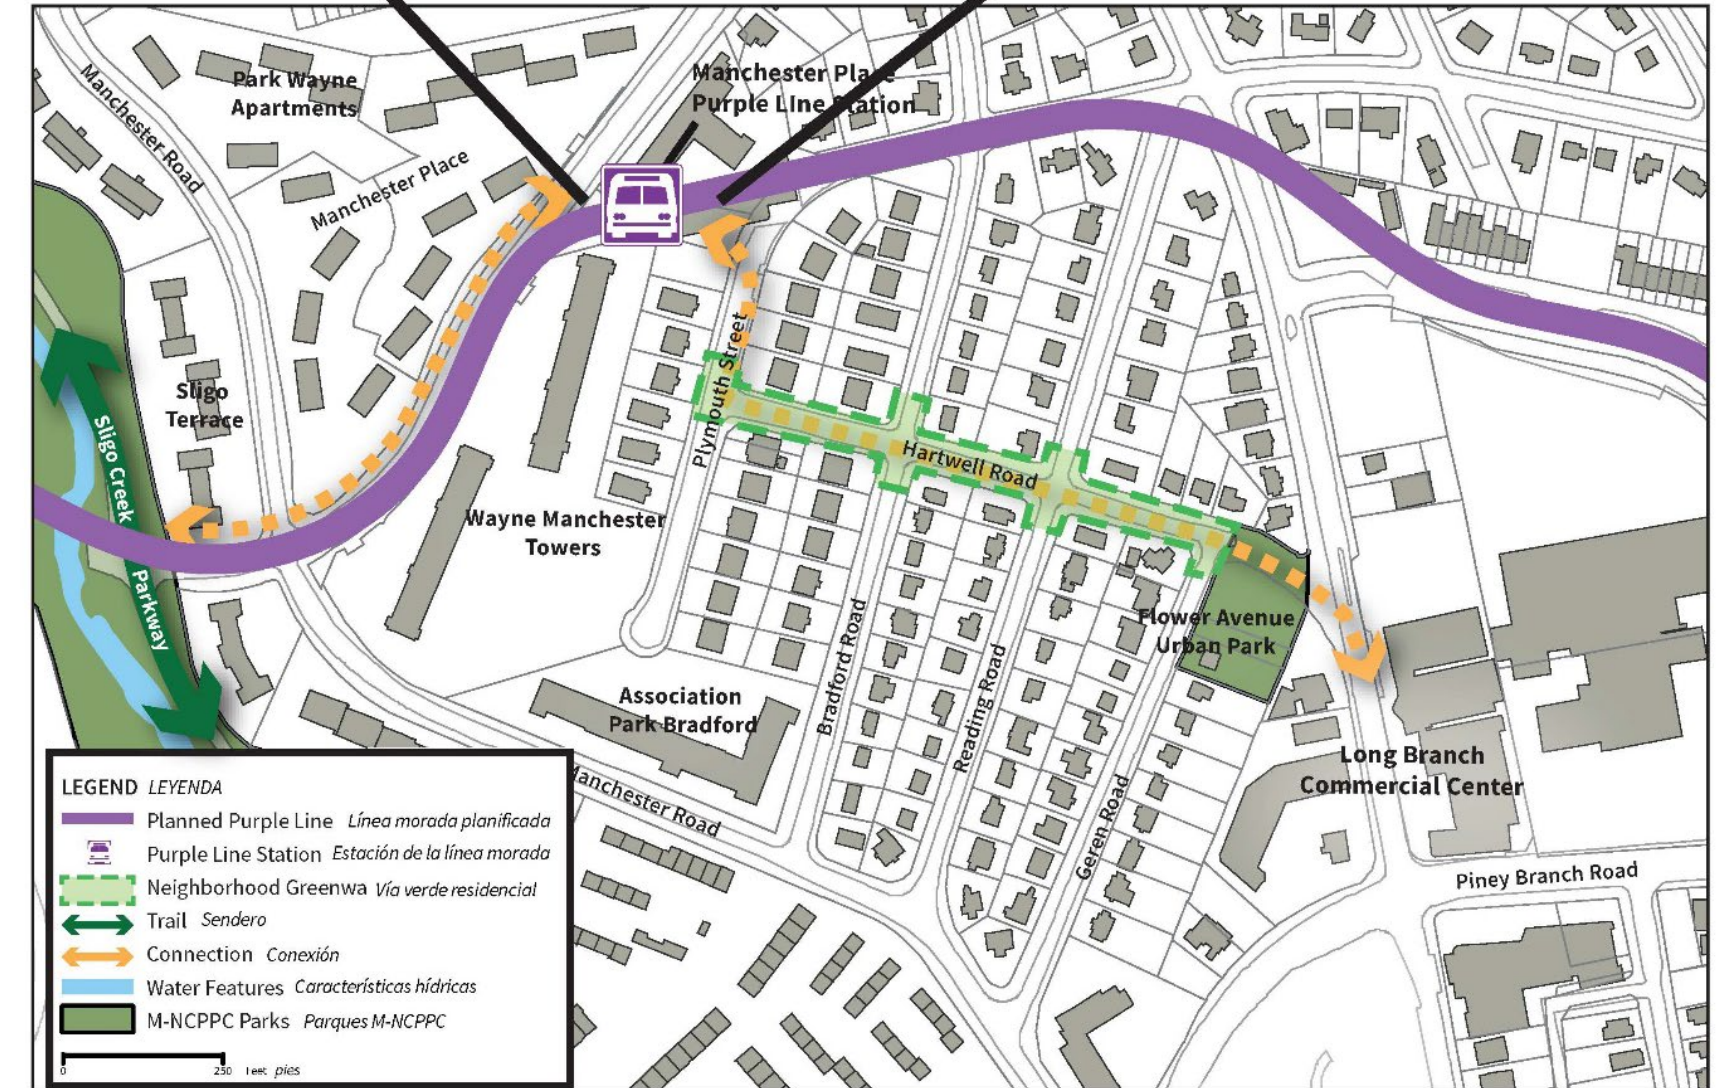 Manchester Road
Park Wayne
Apartments
Manchester Place
Purple LIne Station
Manchester Place
Sligo
Terrace
Sligo Creek Parkway
Plymouth Street
Hartwell Road
Wayne Manchester
Towers
Flower Avenue
Urban Park
Association
Park Bradford
Bradford Road
Reading Road
Geren Road
Long Branch
Commercial Center
Manchester Road
Piney Branch Road
LEGEND LEYENDA
Planned Purple Line Línea morada planificada
Purple Line Station Estación de la línea morada
Neighborhood Greenwa Vía verde residencial
Trail Sendero
Connection Conexión
Water Features Características hídricas
M-NCPPC Parks Parques M-NCPPC
0 250 Feet pies